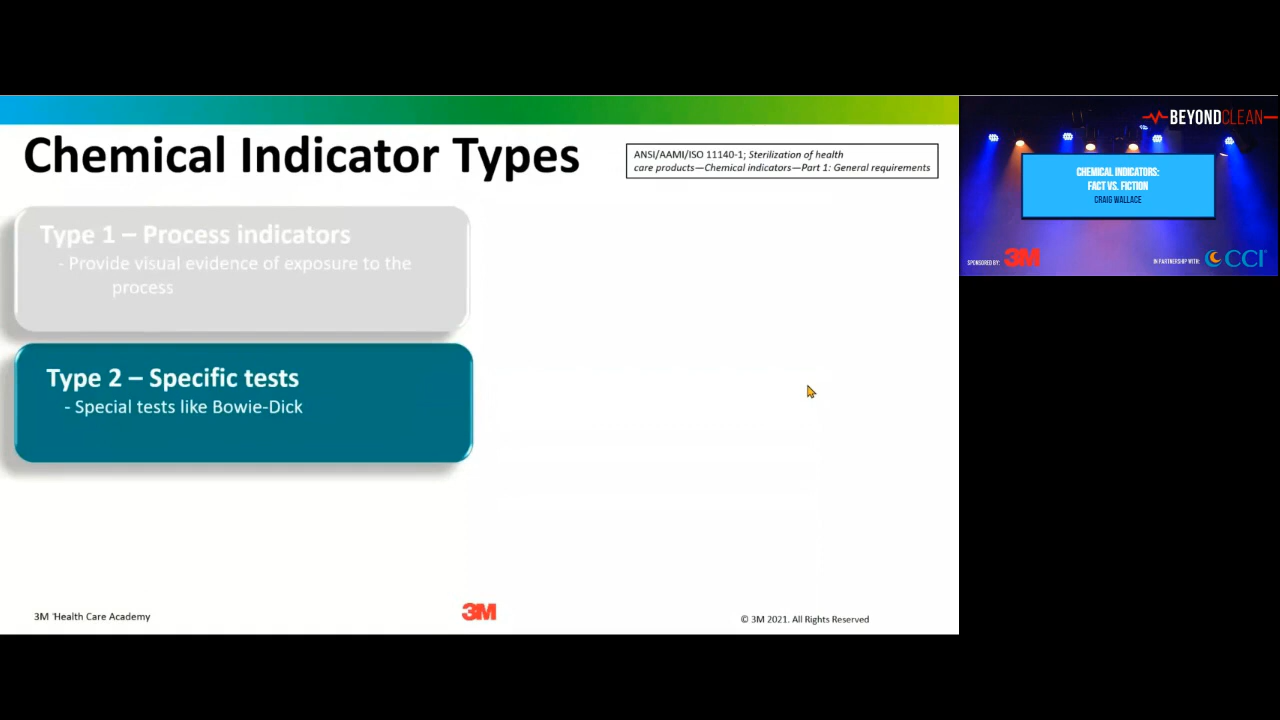 Chemical Indicator Types
ANSI/AAMI/ISO 11140-1; Sterilization of health
care products—Chemical indicators—Part 1: General requirements
Type 1 – Process indicators
- Provide visual evidence of exposure to the
process
Type 2 – Specific tests
- Special tests like Bowie-Dick
3M Health Care Academy
3M
© 3M 2021. All Rights Reserved
BEYONDCLEAN
CHEMICAL INDICATORS:
FACT VS. FICTION
CRAIG WALLACE
SPONSORED BY: 3M
IN PARTNERSHIP WITH: CCI